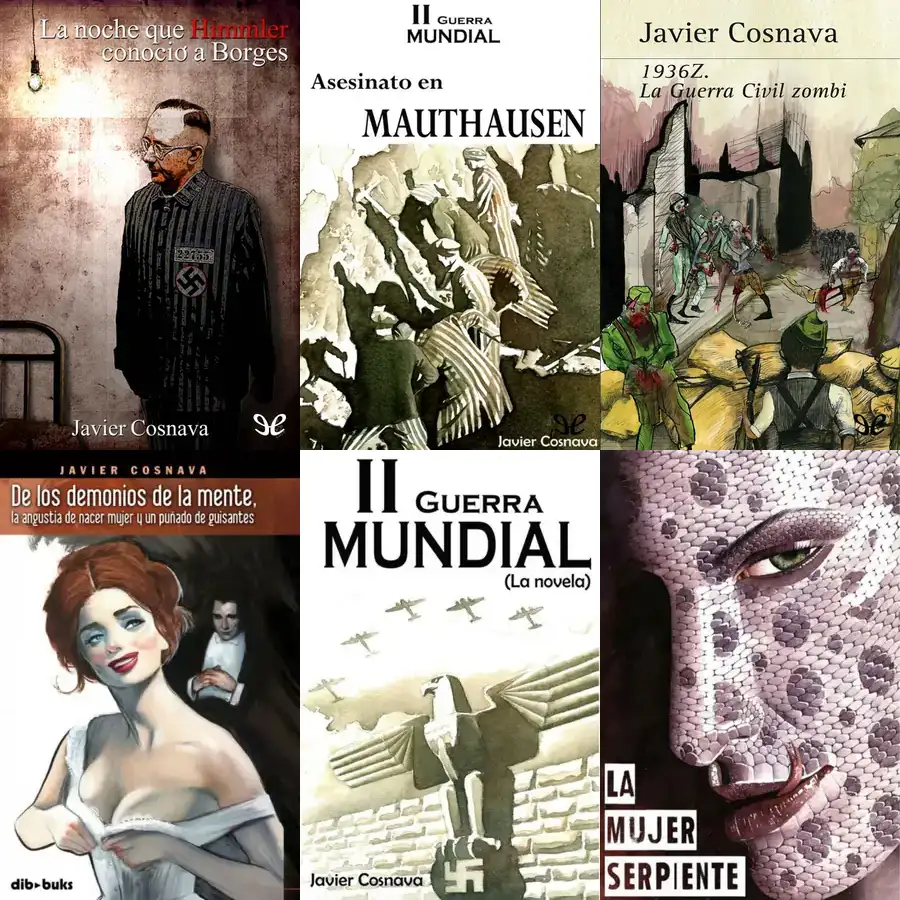 La noche que Himmler
conoció a Borges
22755
Javier Cosnava
II GUERRA
MUNDIAL
Asesinato en
MAUTHAUSEN
Javier Cosnava
Javier Cosnava
1936Z.
La Guerra Civil zombi
JAVIER COSNAVA
De los demonios de la mente,
la angustia de nacer mujer y un puñado de guisantes
dib▸buks
II GUERRA
MUNDIAL
(La novela)
Javier Cosnava
LA
MUJER
SERPIENTE